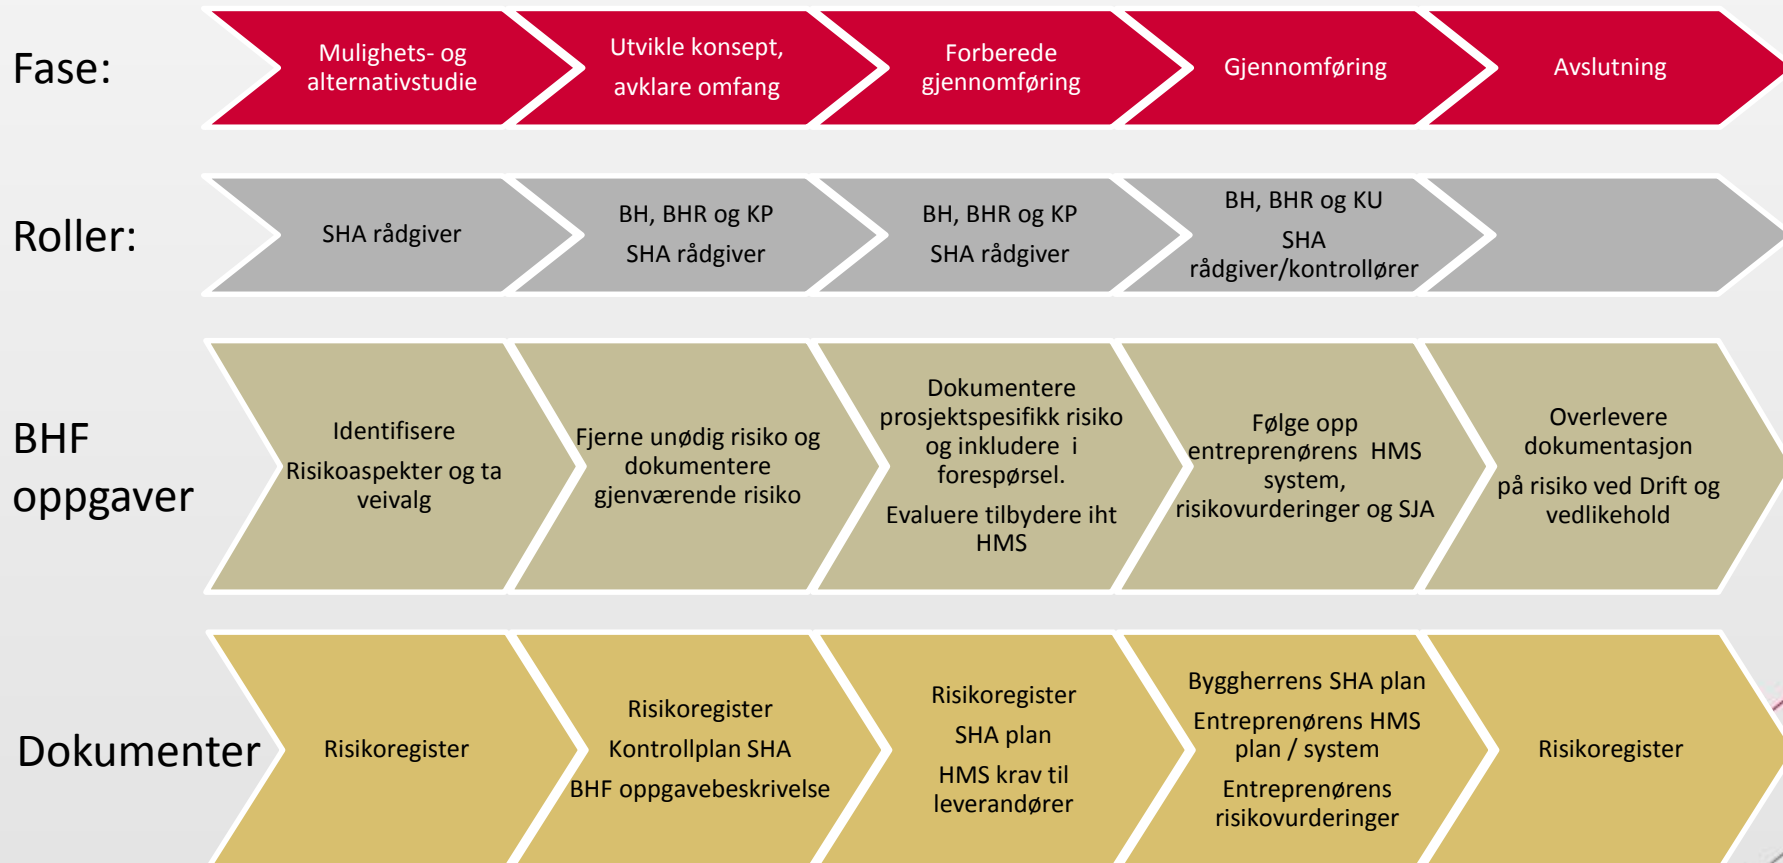 Fase:
Mulighets- og
alternativstudie
Utvikle konsept,
avklare omfang
Forberede
gjennomføring
Gjennomføring
Avslutning
Roller:
SHA rådgiver
BH, BHR og KP
SHA rådgiver
BH, BHR og KP
SHA rådgiver
BH, BHR og KU
SHA
rådgiver/kontrollører
BHF
oppgaver
Identifisere
Risikoaspekter og ta
veivalg
Fjerne unødig risiko og
dokumentere
gjenværende risiko
Dokumentere
prosjektspesifikk risiko
og inkludere i
forespørsel.
Evaluere tilbydere iht
HMS
Følge opp
entreprenørens HMS
system,
risikovurderinger og SJA
Overlevere
dokumentasjon
på risiko ved Drift og
vedlikehold
Dokumenter
Risikoregister
Risikoregister
Kontrollplan SHA
BHF oppgavebeskrivelse
Risikoregister
SHA plan
HMS krav til
leverandører
Byggherrens SHA plan
Entreprenørens HMS
plan / system
Entreprenørens
risikovurderinger
Risikoregister